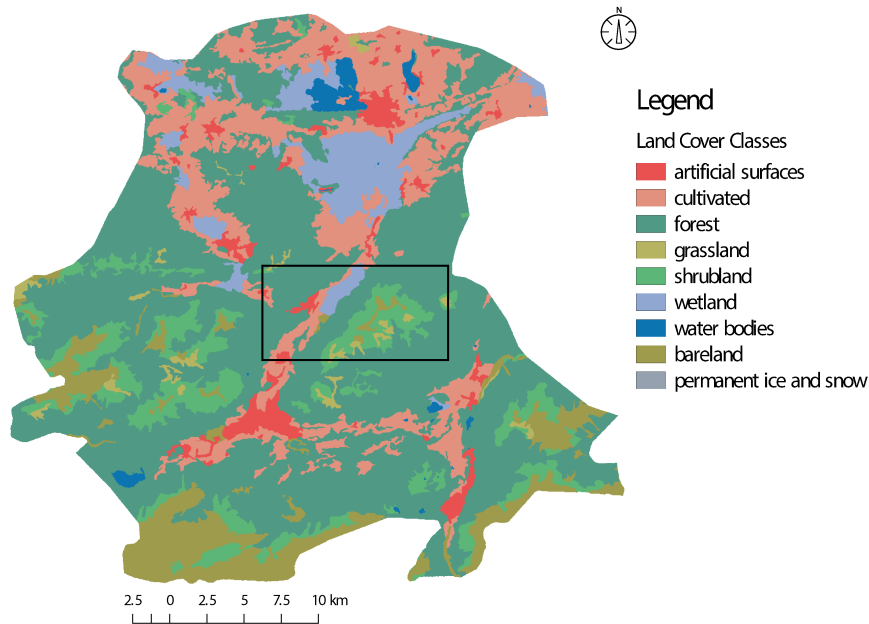 N
Legend
Land Cover Classes
artificial surfaces
cultivated
forest
grassland
shrubland
wetland
water bodies
bareland
permanent ice and snow
2.5 0 2.5 5 7.5 10 km